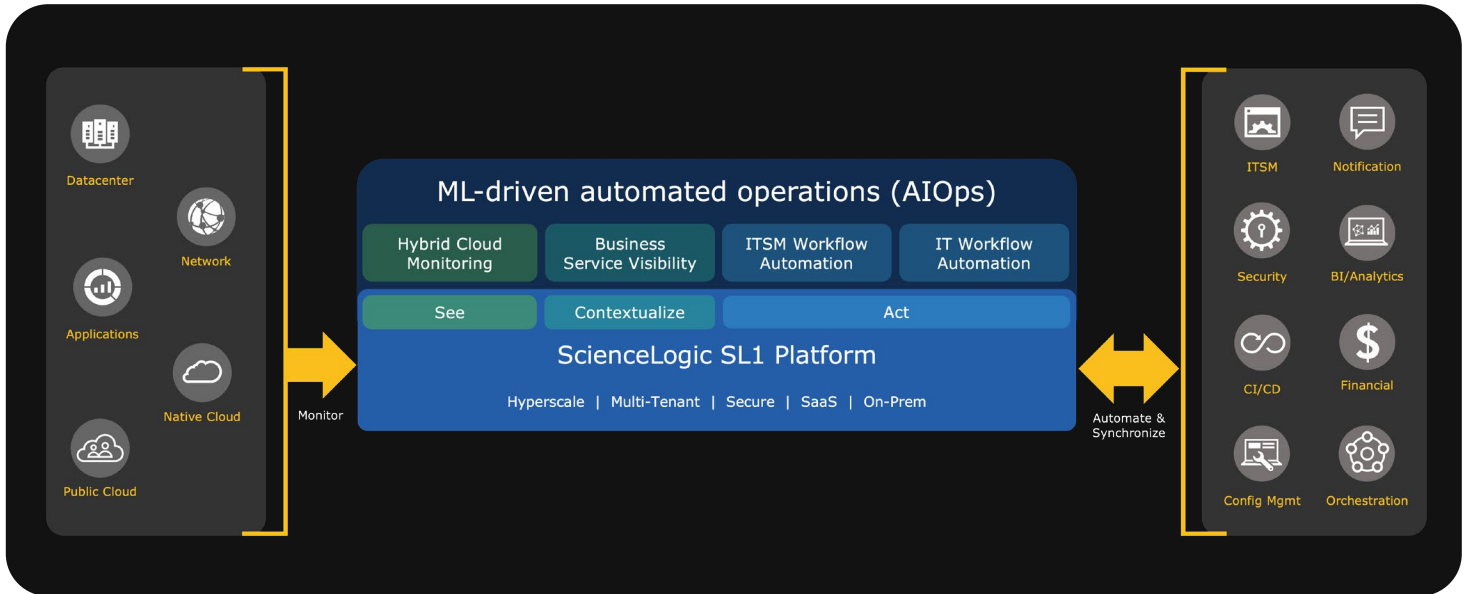 Datacenter
Network
Applications
Native Cloud
Public Cloud
Monitor
ML-driven automated operations (AIOps)
Hybrid Cloud
Monitoring
Business
Service Visibility
ITSM Workflow
Automation
IT Workflow
Automation
See
Contextualize
Act
ScienceLogic SL1 Platform
Hyperscale | Multi-Tenant | Secure | SaaS | On-Prem
Automate &
Synchronize
ITSM
Notification
Security
BI/Analytics
CI/CD
Financial
Config Mgmt
Orchestration